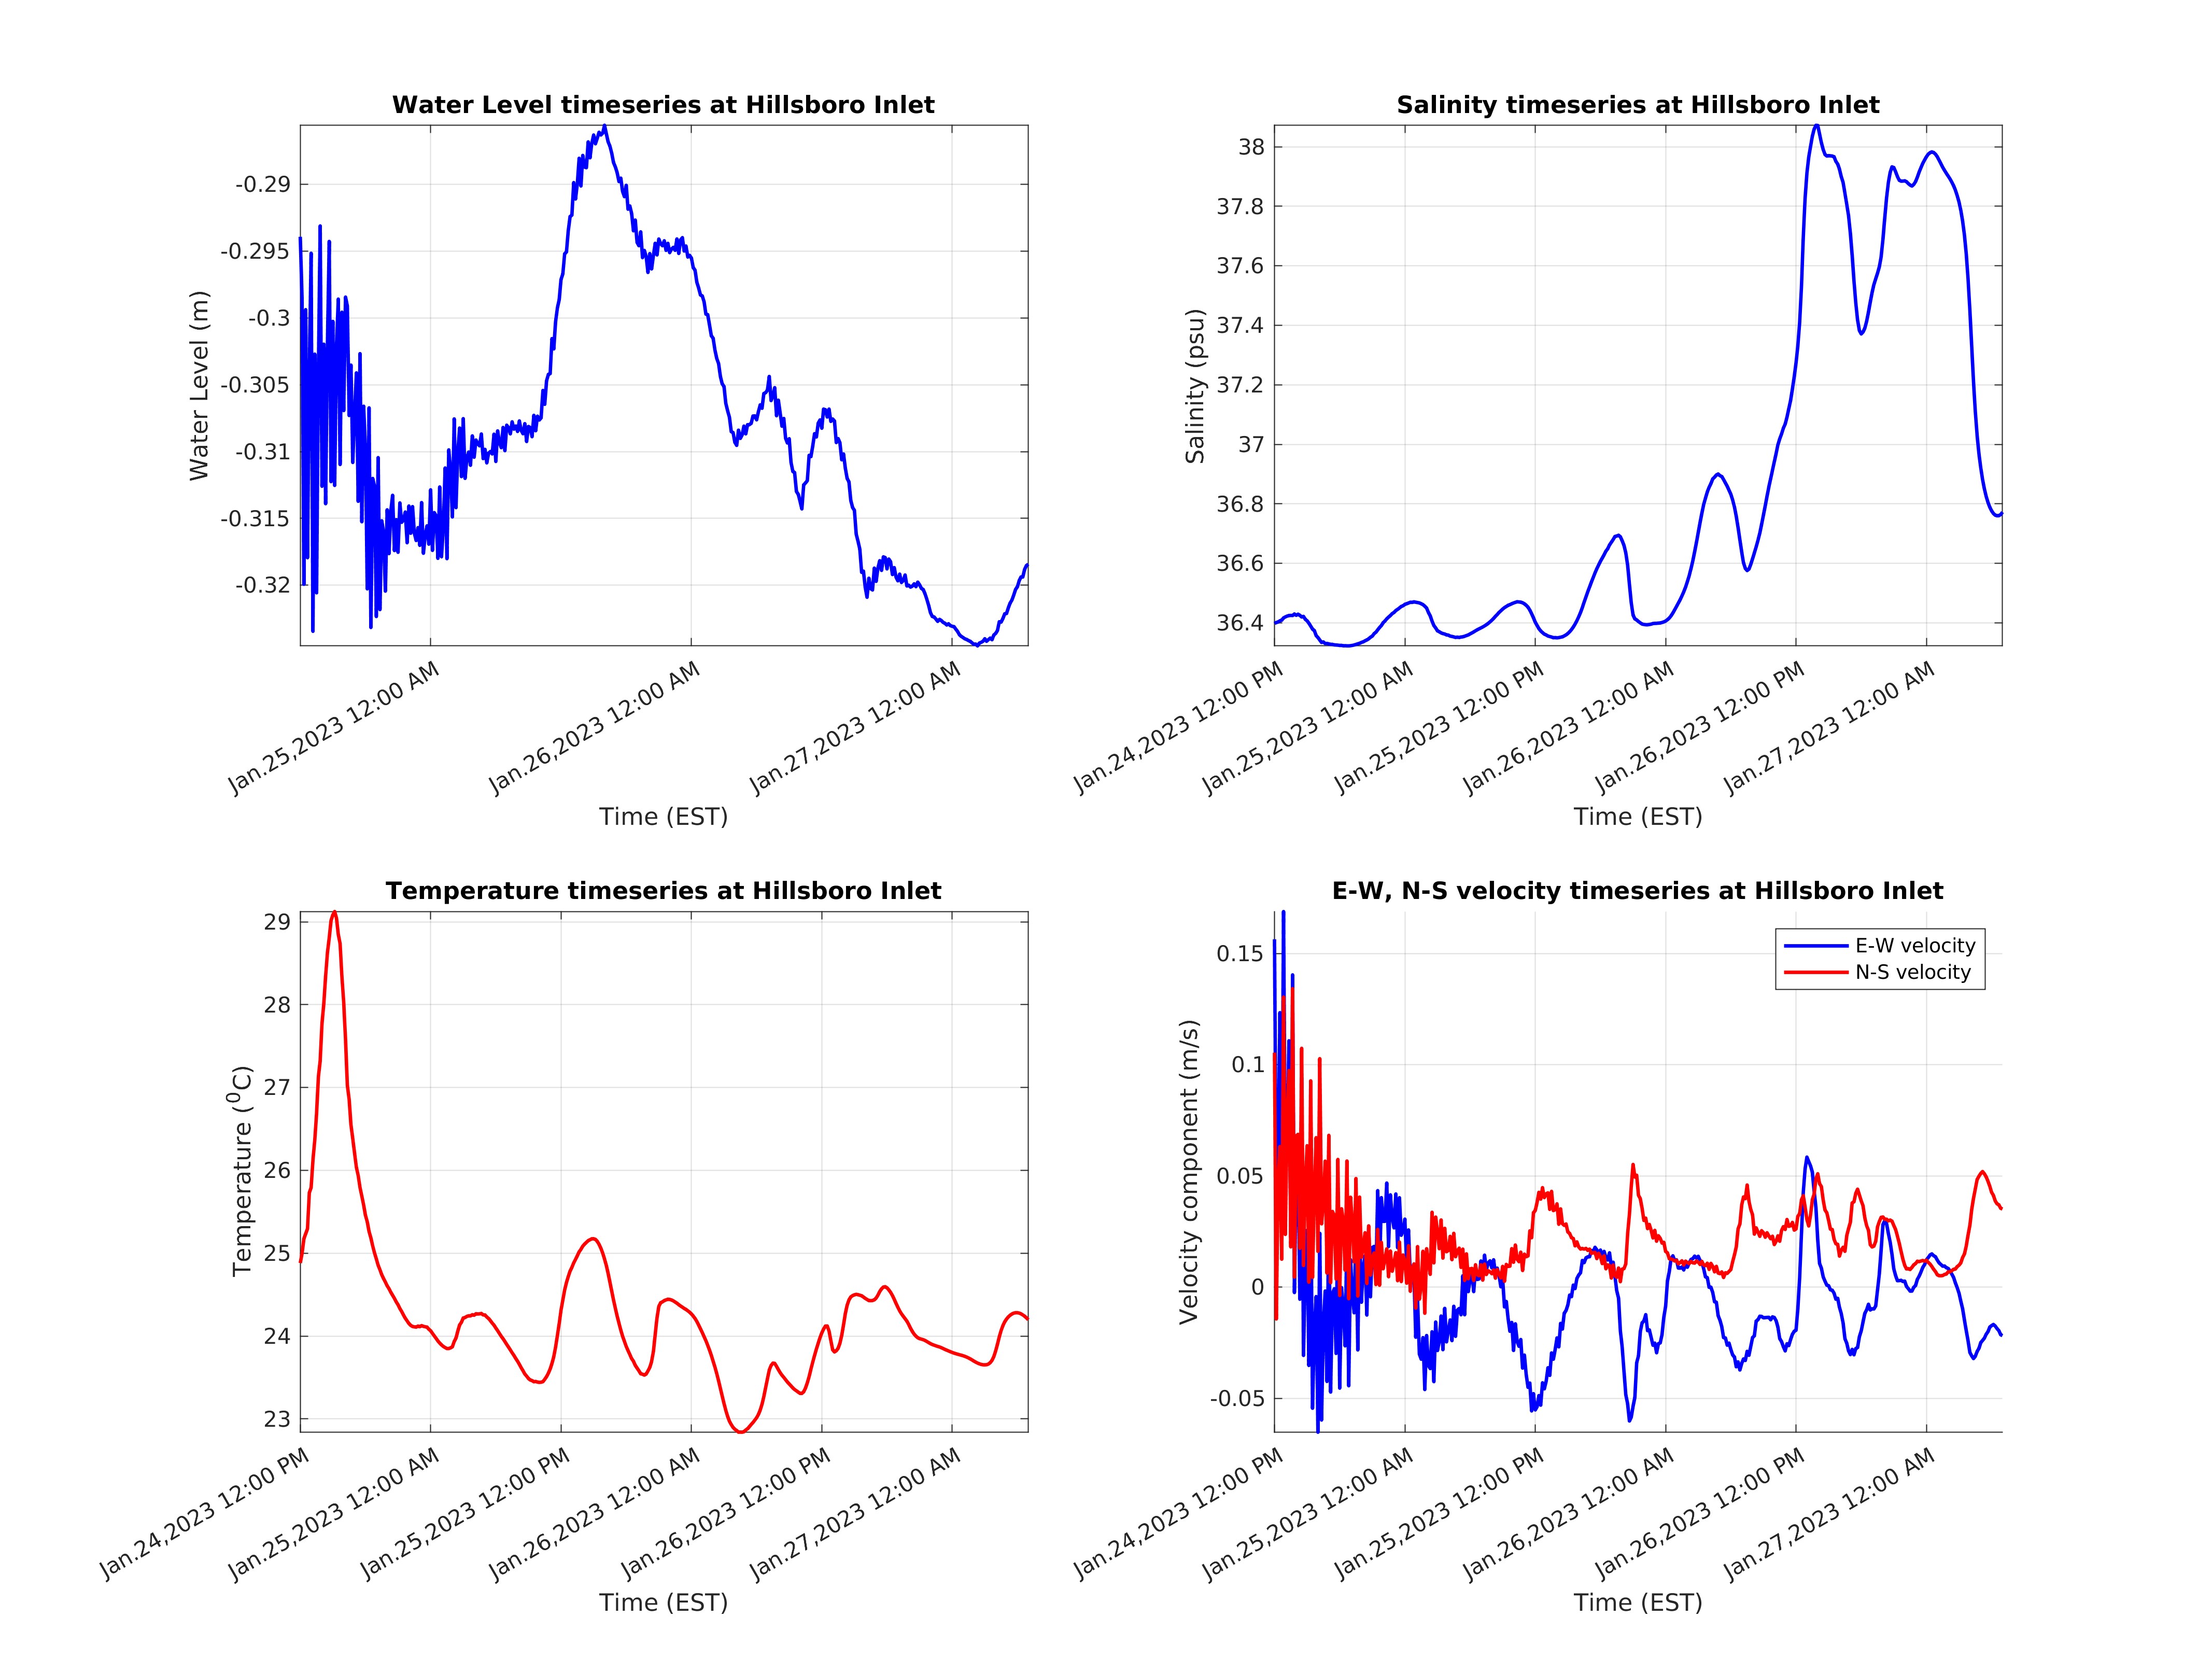 Water Level timeseries at Hillsboro Inlet
Water Level (m)
-0.29
-0.295
-0.3
-0.305
-0.31
-0.315
-0.32
Jan.25,2023 12:00 AM
Jan.26,2023 12:00 AM
Jan.27,2023 12:00 AM
Time (EST)
Salinity timeseries at Hillsboro Inlet
Salinity (psu)
38
37.8
37.6
37.4
37.2
37
36.8
36.6
36.4
Jan.24,2023 12:00 PM
Jan.25,2023 12:00 AM
Jan.25,2023 12:00 PM
Jan.26,2023 12:00 AM
Jan.26,2023 12:00 PM
Jan.27,2023 12:00 AM
Time (EST)
Temperature timeseries at Hillsboro Inlet
Temperature (⁰C)
29
28
27
26
25
24
23
Jan.24,2023 12:00 PM
Jan.25,2023 12:00 AM
Jan.25,2023 12:00 PM
Jan.26,2023 12:00 AM
Jan.26,2023 12:00 PM
Jan.27,2023 12:00 AM
Time (EST)
E-W, N-S velocity timeseries at Hillsboro Inlet
E-W velocity
N-S velocity
Velocity component (m/s)
0.15
0.1
0.05
0
-0.05
Jan.24,2023 12:00 PM
Jan.25,2023 12:00 AM
Jan.25,2023 12:00 PM
Jan.26,2023 12:00 AM
Jan.26,2023 12:00 PM
Jan.27,2023 12:00 AM
Time (EST)